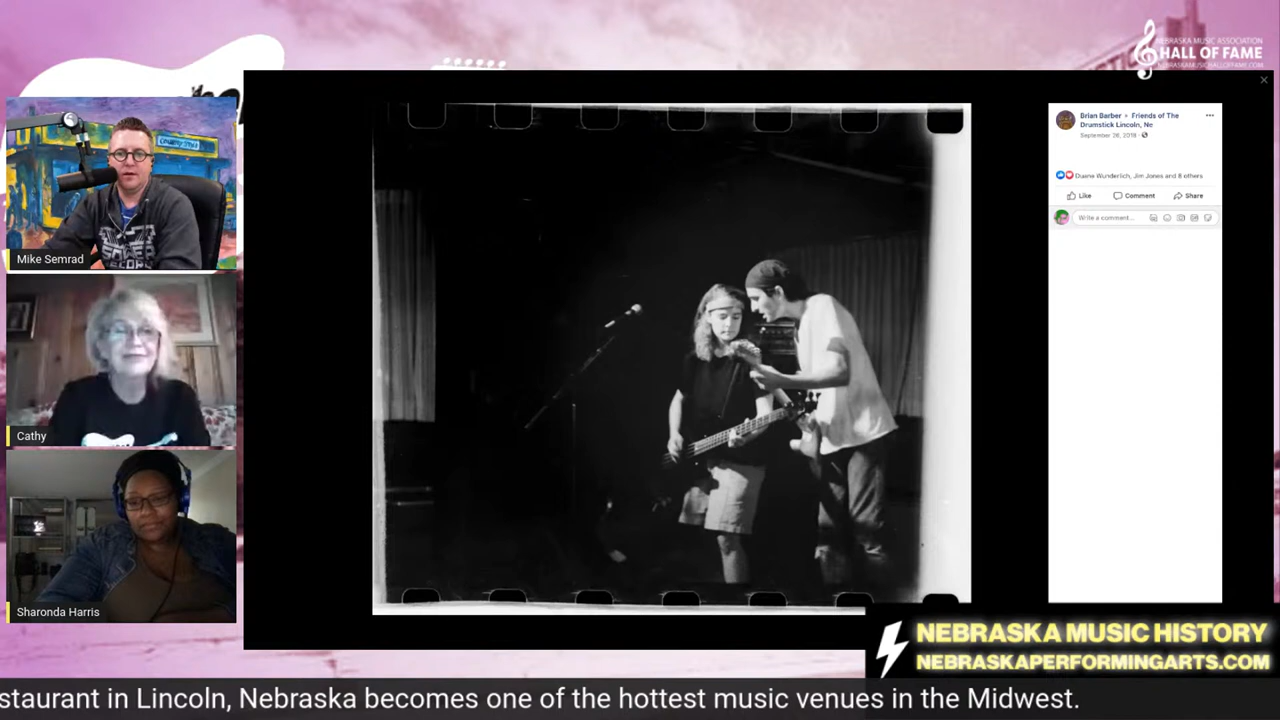 NEBRASKA MUSIC ASSOCIATION
HALL OF FAME
NEBRASKAMUSICHALLOFFAME.COM
Mike Semrad
Cathy
Sharonda Harris
Brian Barber ▸ Friends of The
Drumstick Lincoln, Ne
September 26, 2018
Duane Wunderlich, Jim Jones and 8 others
Like Comment Share
Write a comment...
NEBRASKA MUSIC HISTORY
NEBRASKAPERFORMINGARTS.COM
staurant in Lincoln, Nebraska becomes one of the hottest music venues in the Midwest.